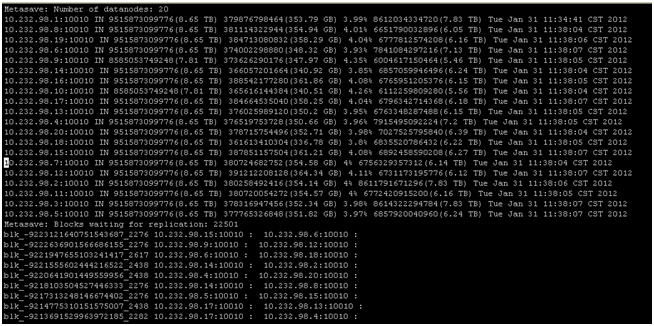 Metasave: Number of datanodes: 20
10.232.98.1:10010 IN 9515873099776(8.65 TB) 379876798464(353.79 GB) 3.99% 8612034334720(7.83 TB) Tue Jan 31 11:34:41 CST 2012
10.232.98.8:10010 IN 9515873099776(8.65 TB) 381114322944(354.94 GB) 4.01% 6651790032896(6.05 TB) Tue Jan 31 11:38:04 CST 2012
10.232.98.19:10010 IN 9515873099776(8.65 TB) 384713080832(358.29 GB) 4.04% 6777812574208(6.16 TB) Tue Jan 31 11:38:06 CST 2012
10.232.98.6:10010 IN 9515873099776(8.65 TB) 374002298880(348.32 GB) 3.93% 7841084297216(7.13 TB) Tue Jan 31 11:38:07 CST 2012
10.232.98.9:10010 IN 8585053749248(7.81 TB) 373626290176(347.97 GB) 4.35% 6004617150464(5.46 TB) Tue Jan 31 11:38:05 CST 2012
10.232.98.14:10010 IN 9515873099776(8.65 TB) 366057201664(340.92 GB) 3.85% 6857059946496(6.24 TB) Tue Jan 31 11:38:04 CST 2012
10.232.98.16:10010 IN 9515873099776(8.65 TB) 388542177280(361.86 GB) 4.08% 6765951205376(6.15 TB) Tue Jan 31 11:38:05 CST 2012
10.232.98.10:10010 IN 8585053749248(7.81 TB) 365616144384(340.51 GB) 4.26% 6112259809280(5.56 TB) Tue Jan 31 11:38:04 CST 2012
10.232.98.17:10010 IN 9515873099776(8.65 TB) 384664535040(358.25 GB) 4.04% 6796342714368(6.18 TB) Tue Jan 31 11:38:07 CST 2012
10.232.98.13:10010 IN 9515873099776(8.65 TB) 376025989120(350.2 GB) 3.95% 6763348287488(6.15 TB) Tue Jan 31 11:38:05 CST 2012
10.232.98.4:10010 IN 9515873099776(8.65 TB) 376519753728(350.66 GB) 3.96% 7915495092224(7.2 TB) Tue Jan 31 11:38:05 CST 2012
10.232.98.20:10010 IN 9515873099776(8.65 TB) 378715754496(352.71 GB) 3.98% 7027525795840(6.39 TB) Tue Jan 31 11:38:04 CST 2012
10.232.98.18:10010 IN 9515873099776(8.65 TB) 361613410304(336.78 GB) 3.8% 6835520786432(6.22 TB) Tue Jan 31 11:38:05 CST 2012
10.232.98.15:10010 IN 9515873099776(8.65 TB) 387851157504(361.21 GB) 4.08% 6892458590208(6.27 TB) Tue Jan 31 11:38:07 CST 2012
10.232.98.7:10010 IN 9515873099776(8.65 TB) 380724682752(354.58 GB) 4% 6756329357312(6.14 TB) Tue Jan 31 11:38:04 CST 2012
10.232.98.12:10010 IN 9515873099776(8.65 TB) 391212208128(364.34 GB) 4.11% 6731173195776(6.12 TB) Tue Jan 31 11:38:07 CST 2012
10.232.98.2:10010 IN 9515873099776(8.65 TB) 380258492416(354.14 GB) 4% 8611791671296(7.83 TB) Tue Jan 31 11:38:06 CST 2012
10.232.98.11:10010 IN 9515873099776(8.65 TB) 380720054272(354.57 GB) 4% 6772420915200(6.16 TB) Tue Jan 31 11:38:05 CST 2012
10.232.98.3:10010 IN 9515873099776(8.65 TB) 378316947456(352.34 GB) 3.98% 8614322294784(7.83 TB) Tue Jan 31 11:38:07 CST 2012
10.232.98.5:10010 IN 9515873099776(8.65 TB) 377765326848(351.82 GB) 3.97% 6857920040960(6.24 TB) Tue Jan 31 11:38:07 CST 2012
Metasave: Blocks waiting for replication: 22501
blk_-9223121640751543687_2276 10.232.98.15:10010 : 10.232.98.6:10010 :
blk_-9222636901566686155_2276 10.232.98.9:10010 : 10.232.98.12:10010 :
blk_-9221947655103241417_2617 10.232.98.6:10010 : 10.232.98.18:10010 :
blk_-9221555602444216522_2438 10.232.98.14:10010 : 10.232.98.2:10010 :
blk_-9220641901449559956_2438 10.232.98.4:10010 : 10.232.98.20:10010 :
blk_-9218103504527446333_2276 10.232.98.14:10010 : 10.232.98.8:10010 :
blk_-9217313248146674402_2276 10.232.98.5:10010 : 10.232.98.15:10010 :
blk_-9214775310151575007_2438 10.232.98.17:10010 : 10.232.98.13:10010 :
blk_-9213691529963972185_2282 10.232.98.17:10010 : 10.232.98.4:10010 :